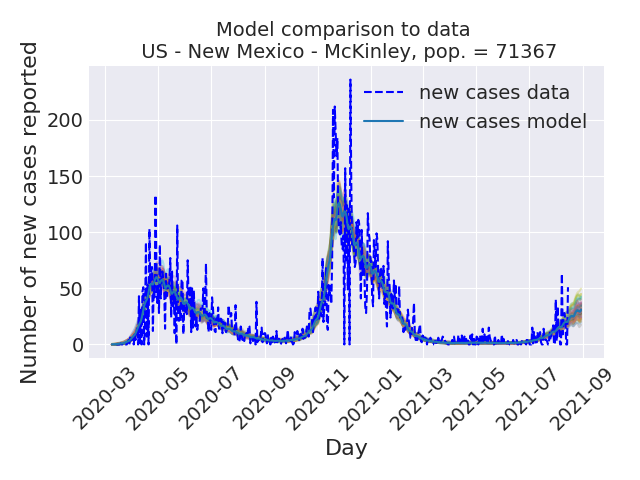 Model comparison to data
US - New Mexico - McKinley, pop. = 71367
Number of new cases reported
200
150
100
50
0
new cases data
new cases model
2020-03
2020-05
2020-07
2020-09
2020-11
2021-01
2021-03
2021-05
2021-07
2021-09
Day